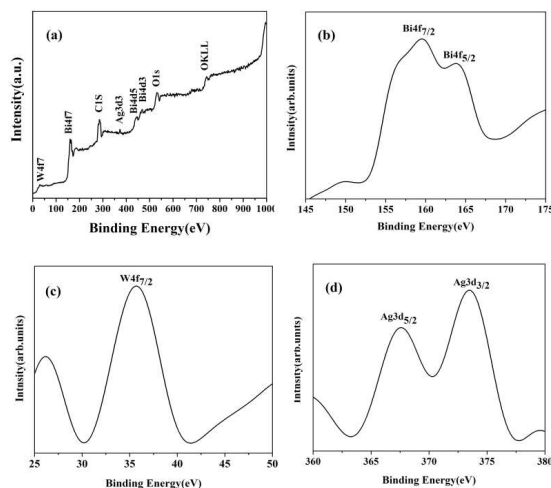 (a)
Intensity(a.u.)
W4f7
Bi4f7
C1S
Ag3d3
Bi4d5
Bi4d3
O1s
OKLL
0 100 200 300 400 500 600 700 800 900 1000
Binding Energy(eV)
(b)
Intnsity(arb.units)
Bi4f7/2
Bi4f5/2
145 150 155 160 165 170 175
Binding Energy(eV)
(c)
Intnsity(arb.units)
W4f7/2
25 30 35 40 45 50
Binding Energy(eV)
(d)
Intnsity(arb.units)
Ag3d5/2
Ag3d3/2
360 365 370 375 380
Binding Energy(eV)